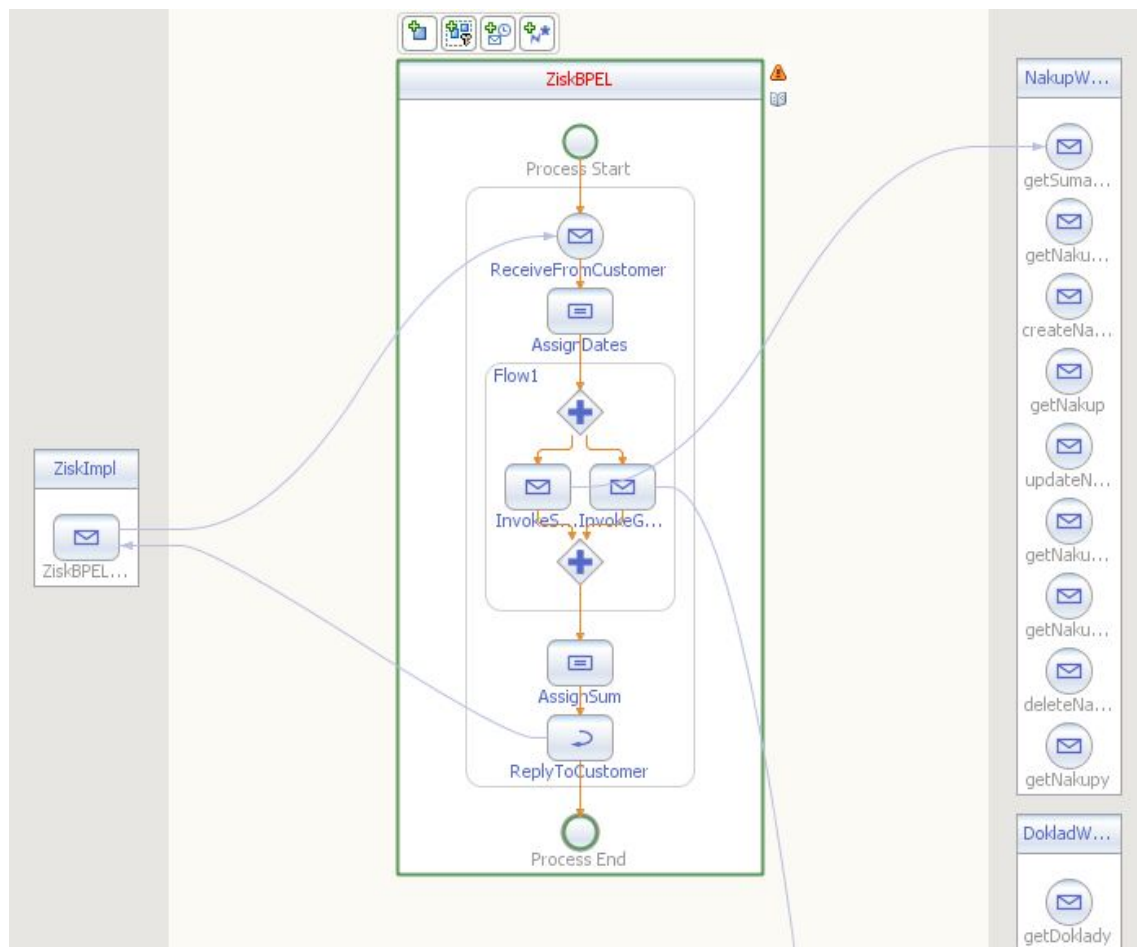 ZiskBPEL
Process Start
ReceiveFromCustomer
AssignDates
Flow1
InvokeS...
InvokeG...
AssignSum
ReplyToCustomer
Process End
ZiskImpl
ZiskBPEL...
NakupW...
getSuma...
getNaku...
createNa...
getNakup
updateN...
getNaku...
getNaku...
deleteNa...
getNakupy
DokladW...
getDoklady